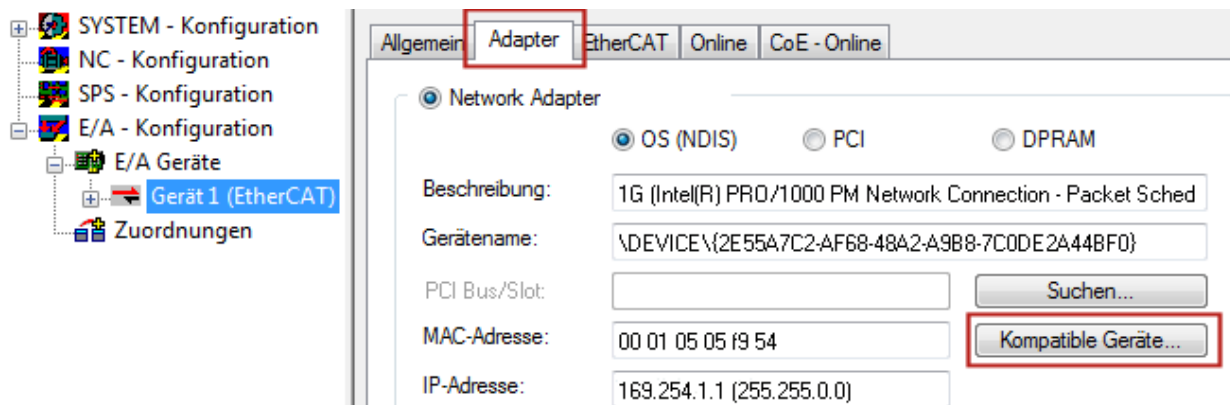 SYSTEM - Konfiguration
NC - Konfiguration
SPS - Konfiguration
E/A - Konfiguration
E/A Geräte
Gerät 1 (EtherCAT)
Zuordnungen
Allgemein Adapter EtherCAT Online CoE - Online
Network Adapter
OS (NDIS) PCI DPRAM
Beschreibung: 1G (Intel(R) PRO/1000 PM Network Connection - Packet Sched
Gerätename: \DEVICE\{2E55A7C2-AF68-48A2-A9B8-7C0DE2A44BF0}
PCI Bus/Slot: Suchen...
MAC-Adresse: 00 01 05 05 f9 54 Kompatible Geräte...
IP-Adresse: 169.254.1.1 (255.255.0.0)